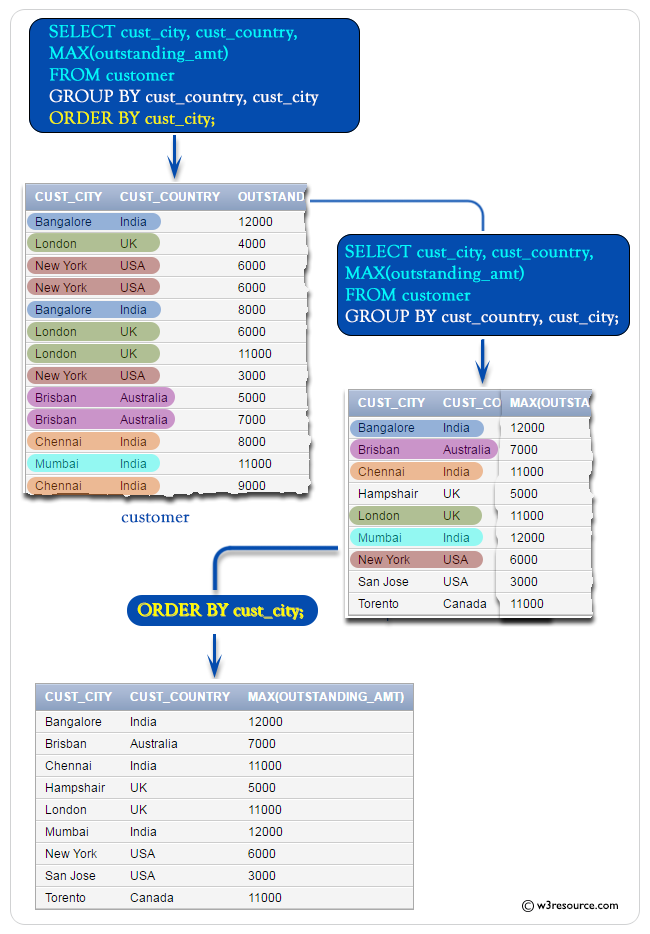 SELECT cust_city, cust_country,
MAX(outstanding_amt)
FROM customer
GROUP BY cust_country, cust_city
ORDER BY cust_city;
CUST_CITY CUST_COUNTRY OUTSTAND
Bangalore India 12000
London UK 4000
New York USA 6000
New York USA 6000
Bangalore India 8000
London UK 6000
London UK 11000
New York USA 3000
Brisban Australia 5000
Brisban Australia 7000
Chennai India 8000
Mumbai India 11000
Chennai India 9000
customer
SELECT cust_city, cust_country,
MAX(outstanding_amt)
FROM customer
GROUP BY cust_country, cust_city;
CUST_CITY CUST_CO MAX(OUTSTA
Bangalore India 12000
Brisban Australia 7000
Chennai India 11000
Hampshair UK 5000
London UK 11000
Mumbai India 12000
New York USA 6000
San Jose USA 3000
Torento Canada 11000
ORDER BY cust_city;
CUST_CITY CUST_COUNTRY MAX(OUTSTANDING_AMT)
Bangalore India 12000
Brisban Australia 7000
Chennai India 11000
Hampshair UK 5000
London UK 11000
Mumbai India 12000
New York USA 6000
San Jose USA 3000
Torento Canada 11000
© w3resource.com